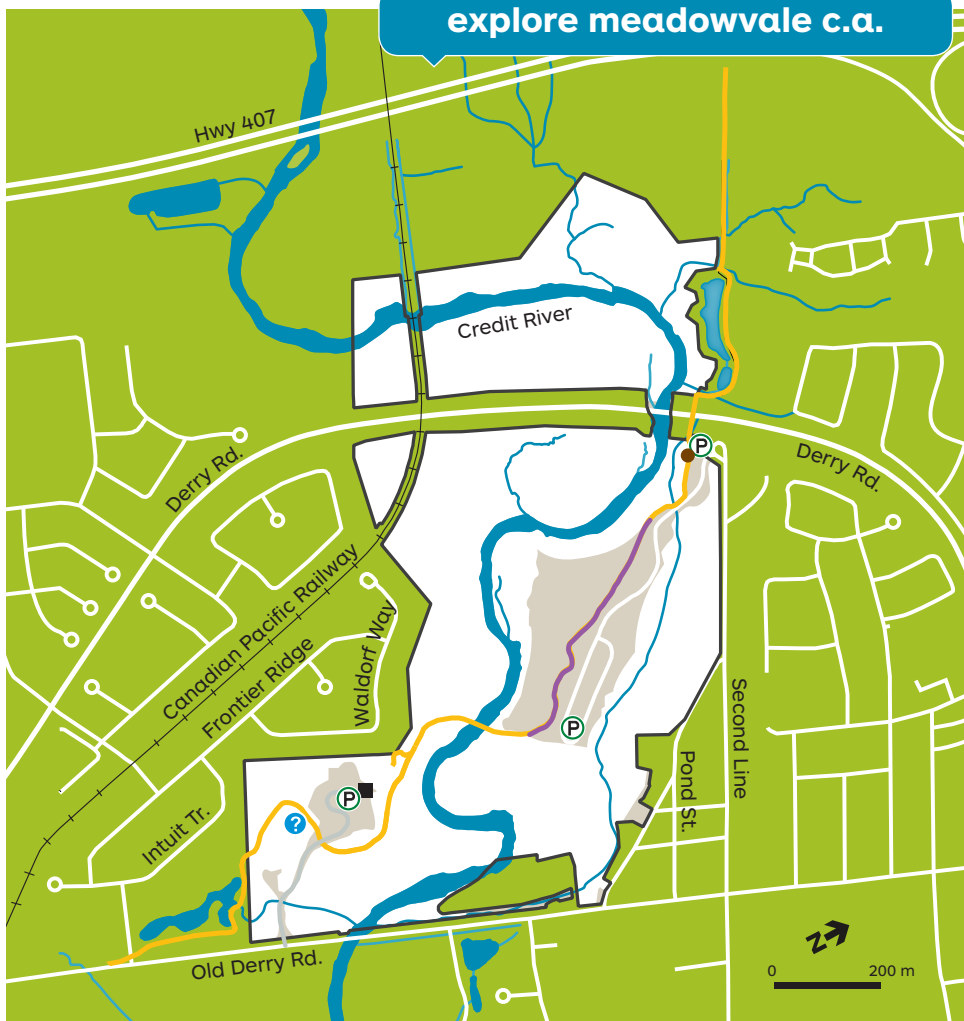 explore meadowvale c.a.
Hwy 407
Credit River
Derry Rd.
P
Derry Rd.
Canadian Pacific Railway
Frontier Ridge
Waldorf Way
Second Line
P
Pond St.
P
?
Intuit Tr.
Old Derry Rd.
N
0 200 m